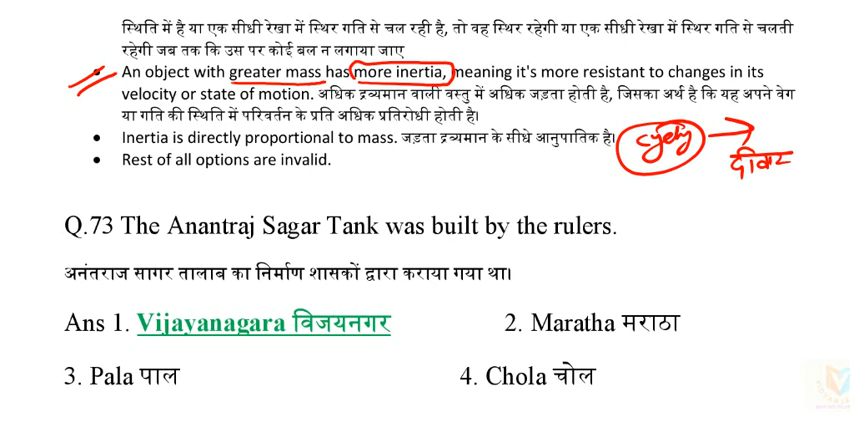 स्थिति में है या एक सीधी रेखा में स्थिर गति से चल रही है, तो वह स्थिर रहेगी या एक सीधी रेखा में स्थिर गति से चलती
रहेगी जब तक कि उस पर कोई बल न लगाया जाए
• An object with greater mass has more inertia, meaning it's more resistant to changes in its
velocity or state of motion. अधिक द्रव्यमान वाली वस्तु में अधिक जड़ता होती है, जिसका अर्थ है कि यह अपने वेग
या गति की स्थिति में परिवर्तन के प्रति अधिक प्रतिरोधी होती है।
• Inertia is directly proportional to mass. जड़ता द्रव्यमान के सीधे आनुपातिक है।
दीवार
• Rest of all options are invalid.
Q.73 The Anantraj Sagar Tank was built by the rulers.
अनंतराज सागर तालाब का निर्माण शासकों द्वारा कराया गया था।
Ans 1. Vijayanagara विजयनगर 2. Maratha मराठा
3. Pala पाल 4. Chola चोल